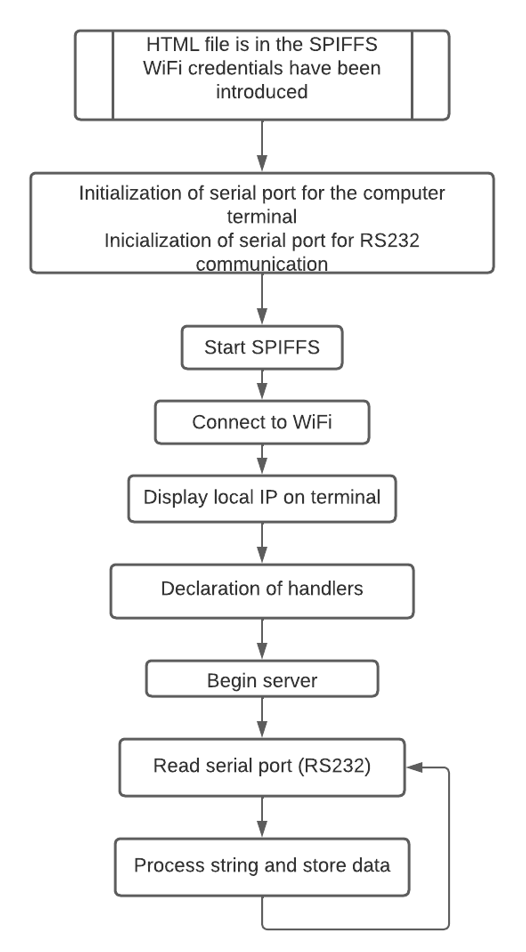 HTML file is in the SPIFFS
WiFi credentials have been
introduced
Initialization of serial port for the computer
terminal
Inicialization of serial port for RS232
communication
Start SPIFFS
Connect to WiFi
Display local IP on terminal
Declaration of handlers
Begin server
Read serial port (RS232)
Process string and store data